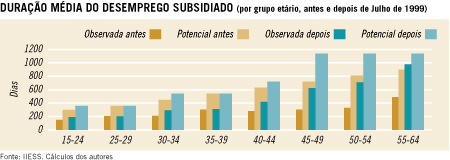 DURAÇÃO MÉDIA DO DESEMPREGO SUBSIDIADO (por grupo etário, antes e depois de Julho de 1999)
Observada antes Potencial antes Observada depois Potencial depois
Dias
1200
1000
800
600
400
200
0
15-24 25-29 30-34 35-39 40-44 45-49 50-54 55-64
Fonte: IIESS, Cálculos dos autores